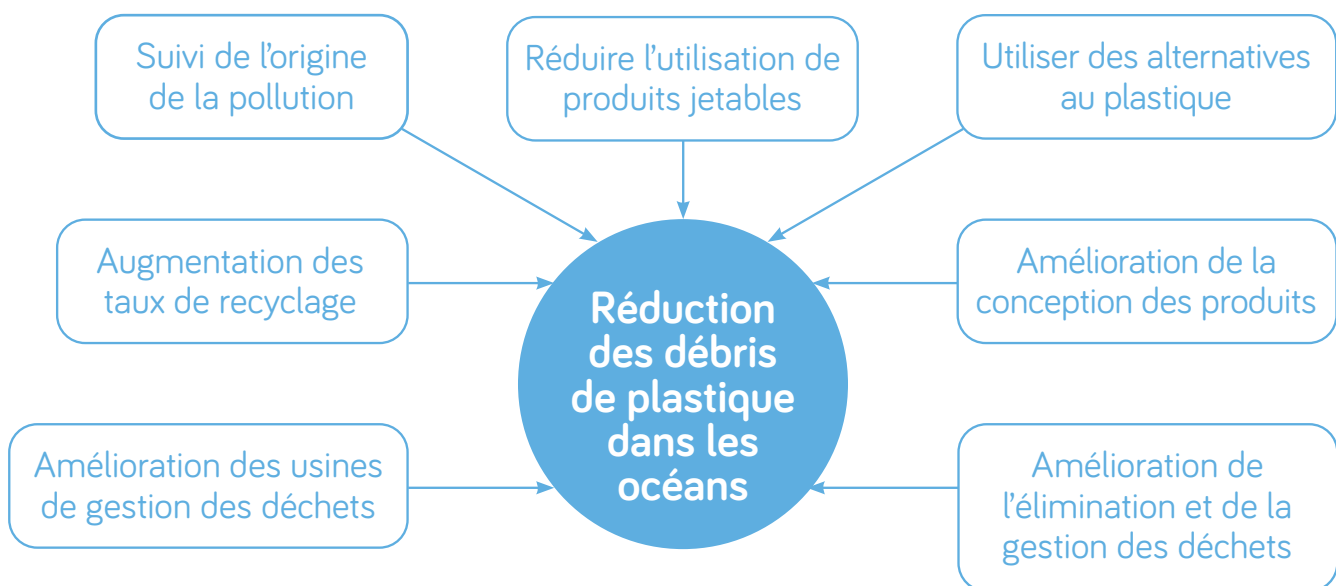 Suivi de l’origine
de la pollution
Réduire l’utilisation de
produits jetables
Utiliser des alternatives
au plastique
Augmentation des
taux de recyclage
Amélioration de la
conception des produits
Réduction
des débris
de plastique
dans les
océans
Amélioration des usines
de gestion des déchets
Amélioration de
l’élimination et de la
gestion des déchets